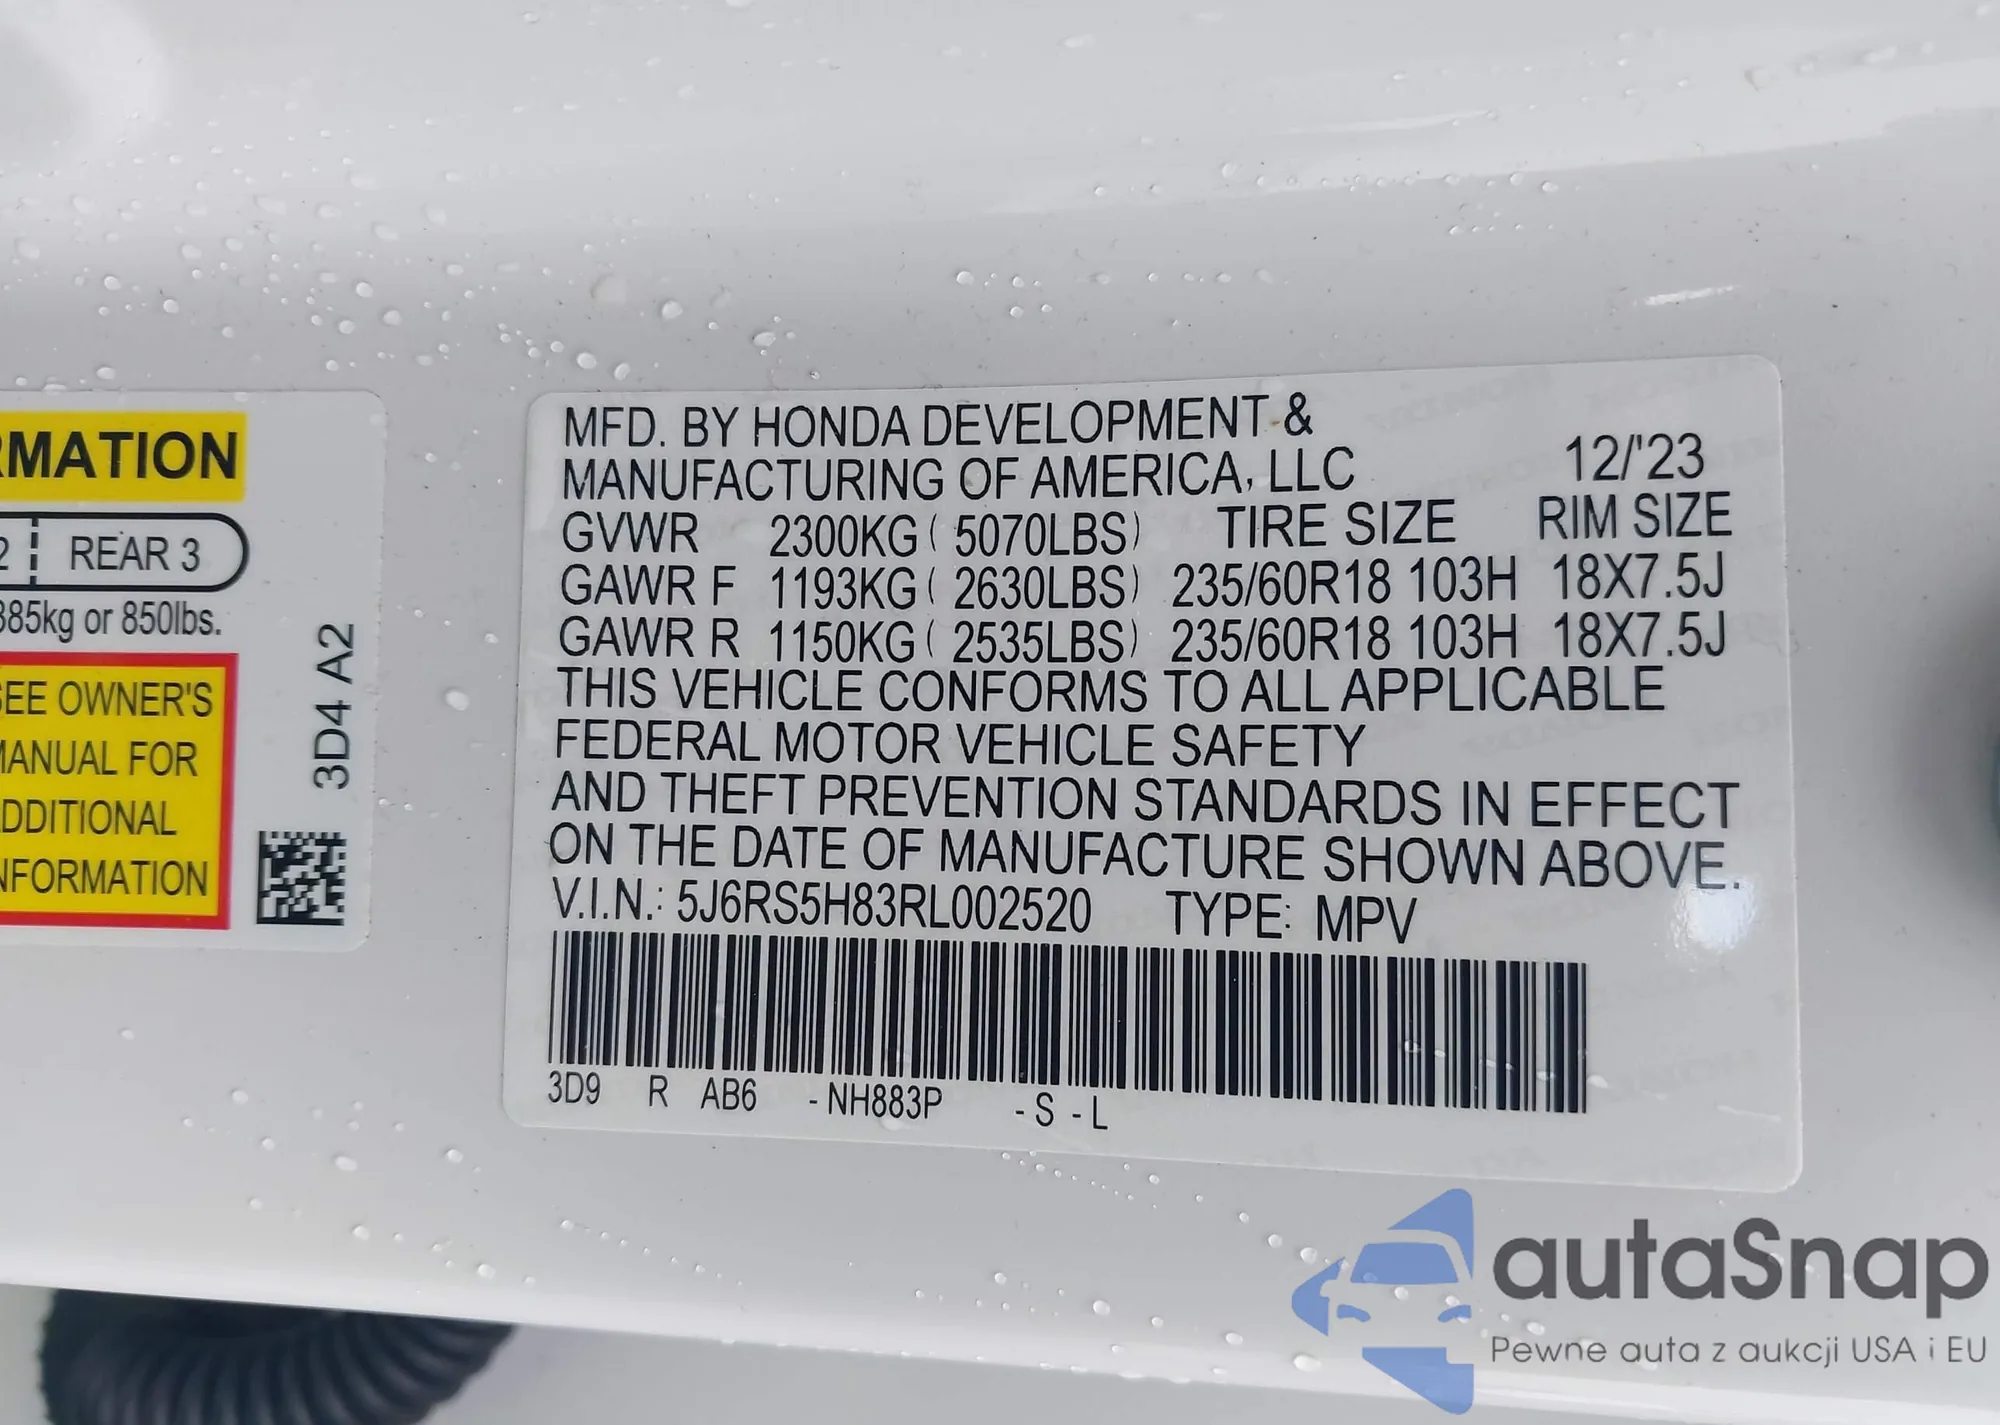 RMATION
2 ¦ REAR 3
385kg or 850lbs.
SEE OWNER'S
MANUAL FOR
ADDITIONAL
INFORMATION
3D4 A2
MFD. BY HONDA DEVELOPMENT &
MANUFACTURING OF AMERICA, LLC 12/'23
GVWR 2300KG ( 5070LBS) TIRE SIZE RIM SIZE
GAWR F 1193KG ( 2630LBS) 235/60R18 103H 18X7.5J
GAWR R 1150KG ( 2535LBS) 235/60R18 103H 18X7.5J
THIS VEHICLE CONFORMS TO ALL APPLICABLE
FEDERAL MOTOR VEHICLE SAFETY
AND THEFT PREVENTION STANDARDS IN EFFECT
ON THE DATE OF MANUFACTURE SHOWN ABOVE.
V.I.N.: 5J6RS5H83RL002520 TYPE: MPV
3D9 R AB6 -NH883P -S -L
autaSnap
Pewne auta z aukcji USA i EU